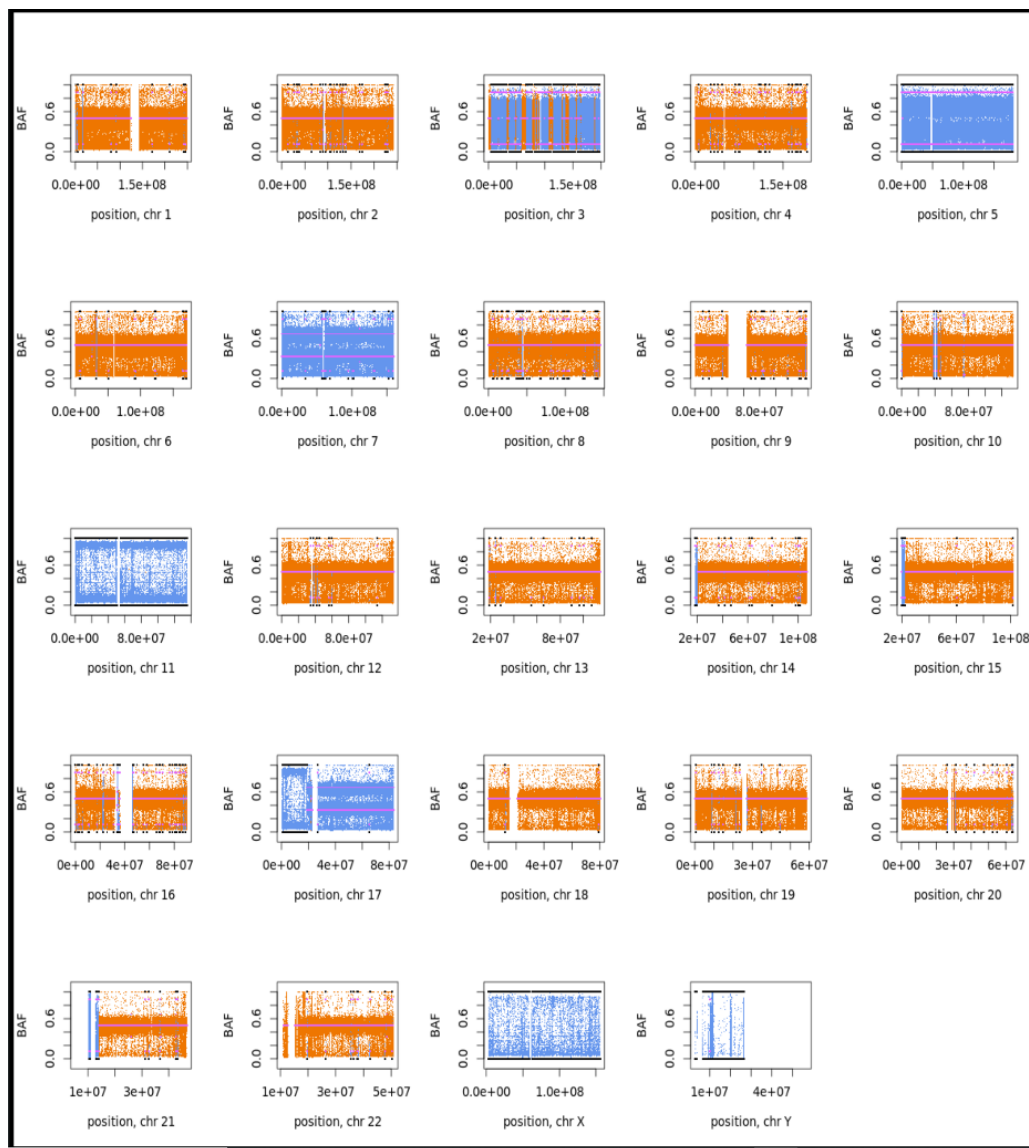 BAF 0.0 0.6 BAF 0.0 0.6 BAF 0.0 0.6 BAF 0.0 0.6 BAF 0.0 0.6
0.0e+00 1.5e+08 0.0e+00 1.5e+08 0.0e+00 1.5e+08 0.0e+00 1.5e+08 0.0e+00 1.0e+08
position, chr 1 position, chr 2 position, chr 3 position, chr 4 position, chr 5
BAF 0.0 0.6 BAF 0.0 0.6 BAF 0.0 0.6 BAF 0.0 0.6 BAF 0.0 0.6
0.0e+00 1.0e+08 0.0e+00 1.0e+08 0.0e+00 1.0e+08 0.0e+00 8.0e+07 0.0e+00 8.0e+07
position, chr 6 position, chr 7 position, chr 8 position, chr 9 position, chr 10
BAF 0.0 0.6 BAF 0.0 0.6 BAF 0.0 0.6 BAF 0.0 0.6 BAF 0.0 0.6
0.0e+00 8.0e+07 0.0e+00 8.0e+07 2e+07 8e+07 2e+07 6e+07 1e+08 2e+07 6e+07 1e+08
position, chr 11 position, chr 12 position, chr 13 position, chr 14 position, chr 15
BAF 0.0 0.6 BAF 0.0 0.6 BAF 0.0 0.6 BAF 0.0 0.6 BAF 0.0 0.6
0e+00 4e+07 8e+07 0e+00 4e+07 8e+07 0e+00 4e+07 8e+07 0e+00 3e+07 6e+07 0e+00 3e+07 6e+07
position, chr 16 position, chr 17 position, chr 18 position, chr 19 position, chr 20
BAF 0.0 0.6 BAF 0.0 0.6 BAF 0.0 0.6 BAF 0.0 0.6
1e+07 3e+07 1e+07 3e+07 5e+07 0.0e+00 1.0e+08 1e+07 4e+07
position, chr 21 position, chr 22 position, chr X position, chr Y